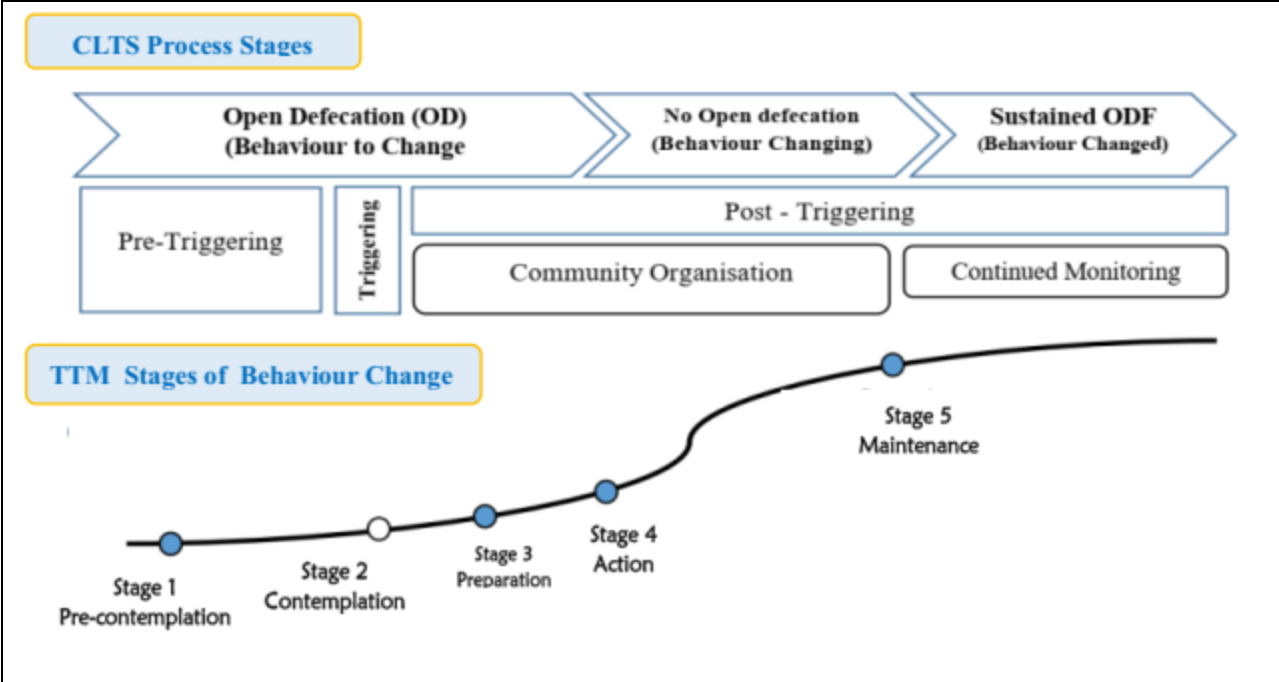 CLTS Process Stages
Open Defecation (OD)
(Behaviour to Change
No Open defecation
(Behaviour Changing)
Sustained ODF
(Behaviour Changed)
Pre-Triggering
Triggering
Post - Triggering
Community Organisation
Continued Monitoring
TTM Stages of Behaviour Change
Stage 1
Pre-contemplation
Stage 2
Contemplation
Stage 3
Preparation
Stage 4
Action
Stage 5
Maintenance